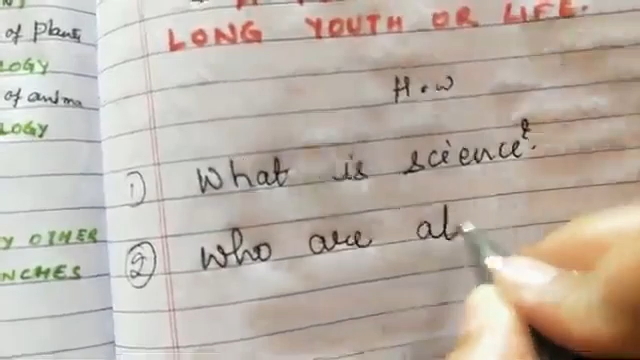 of plants
LOGY
of anima
LOGY
Y OTHER
NCHES
LONG YOUTH OR LIFE.
H.W
1) What is science?
2) Who are al